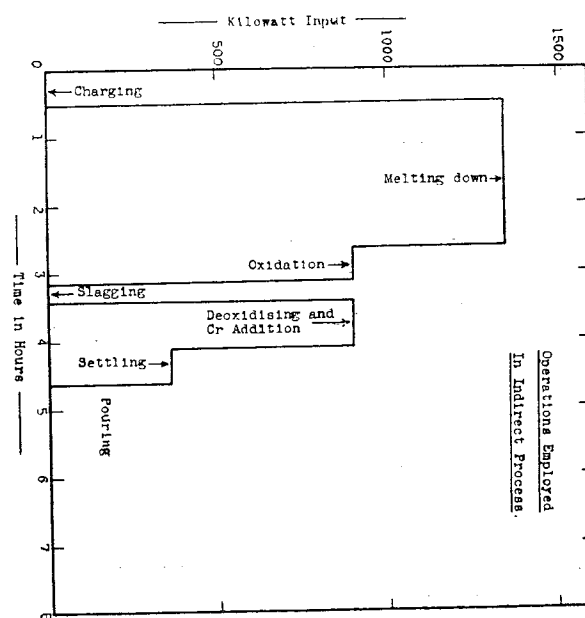 Kilowatt Input
0
500
1000
1500
Charging
1
Melting down
2
Oxidation
3
Slagging
Deoxidising and
Cr Addition
4
Settling
5
Pouring
6
7
Time in Hours
Operations Employed
In Indirect Process.